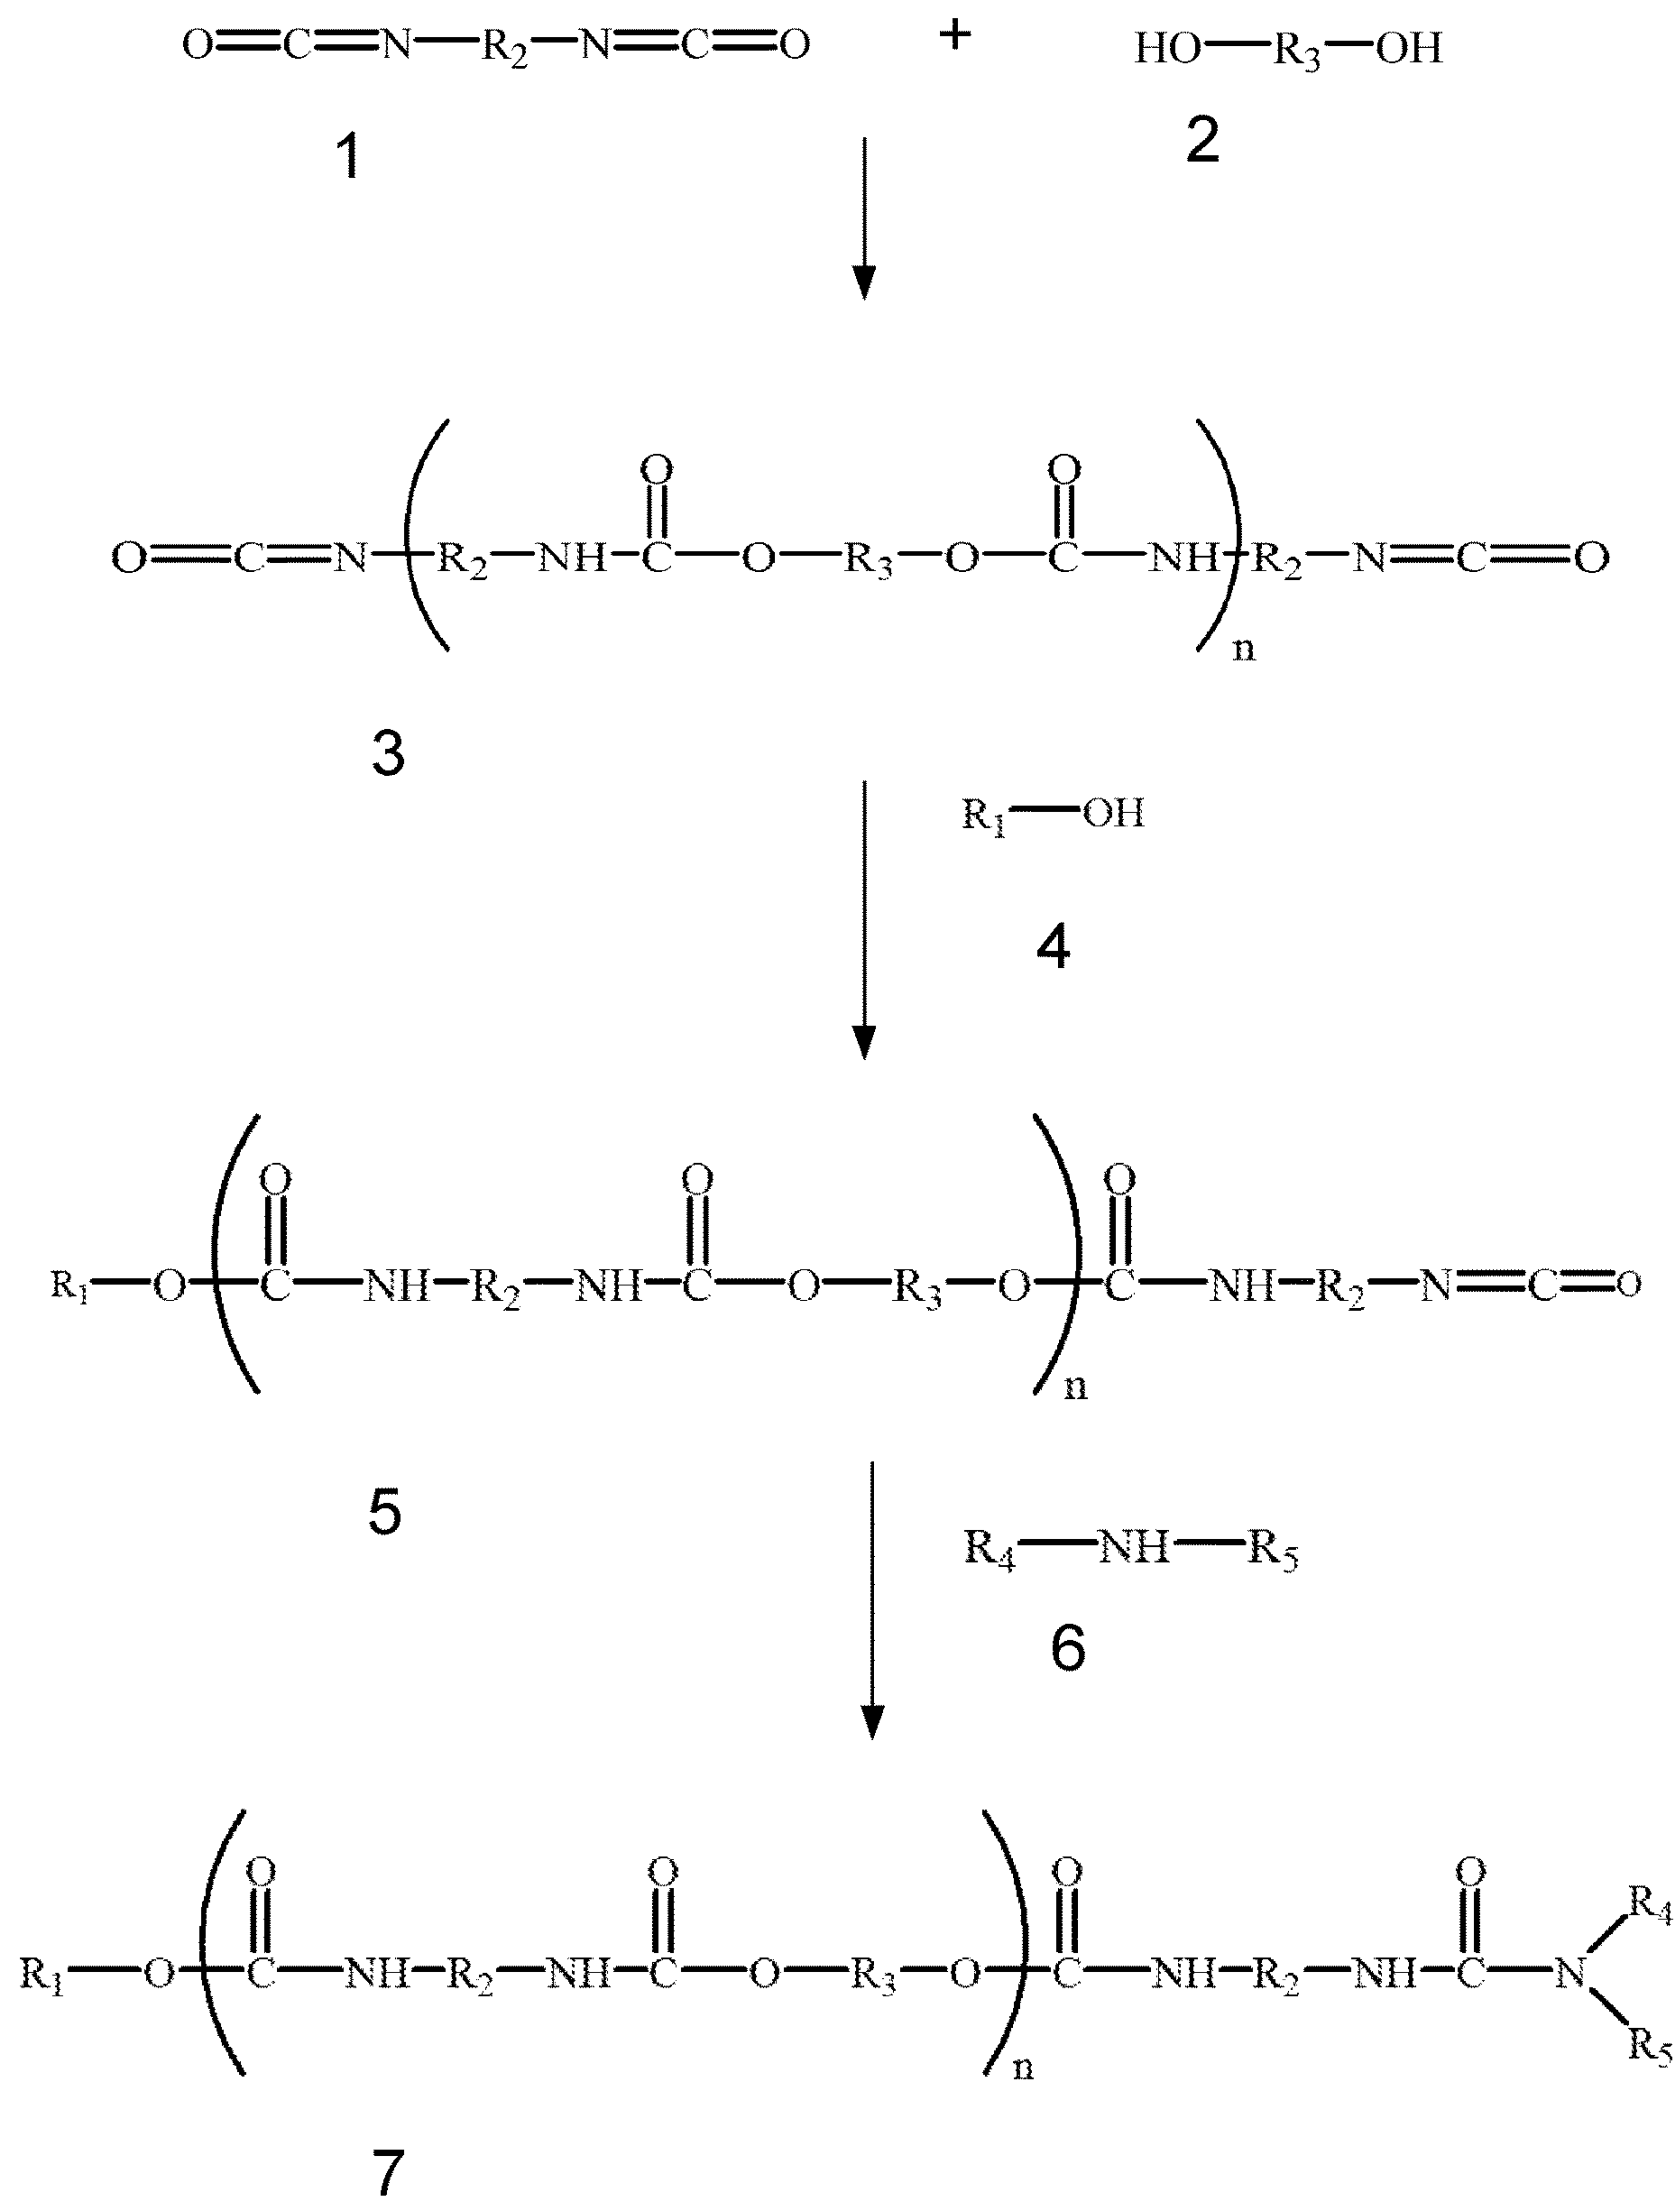 O=C=N—R₂—N=C=O + HO—R₃—OH
1 2
O O
O=C=N—(R₂—NH—C—O—R₃—O—C—NH)—R₂—N=C=O
n
3
R₁—OH
4
O O O
R₁—O—(C—NH—R₂—NH—C—O—R₃—O)—C—NH—R₂—N=C=O
n
5
R₄—NH—R₅
6
O O O O
R₄
R₁—O—(C—NH—R₂—NH—C—O—R₃—O)—C—NH—R₂—NH—C—N
R₅
n
7